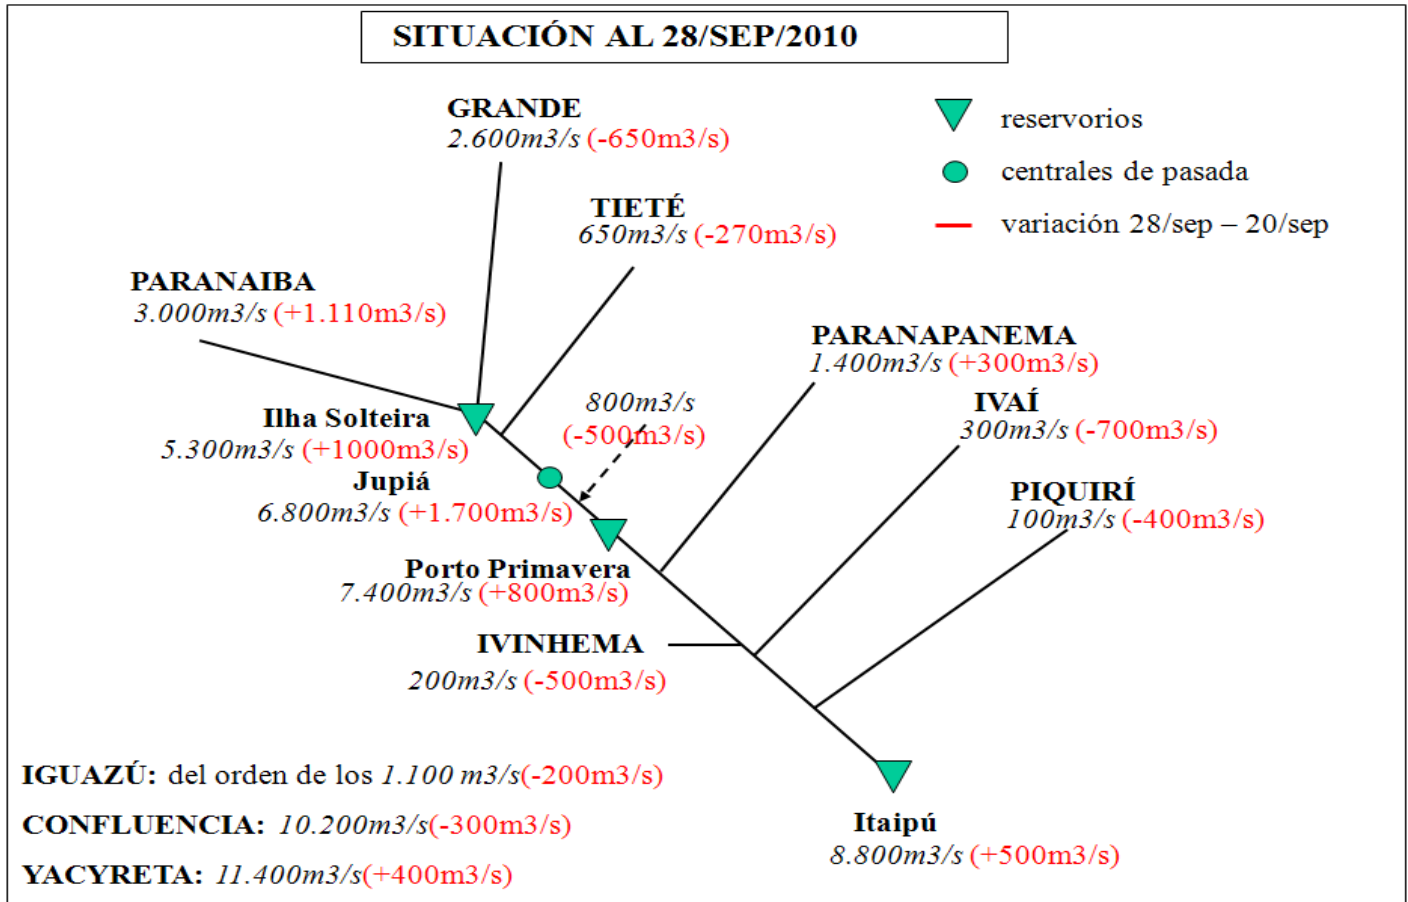 SITUACIÓN AL 28/SEP/2010
GRANDE
2.600m3/s (-650m3/s)
reservorios
centrales de pasada
variación 28/sep – 20/sep
TIETÉ
650m3/s (-270m3/s)
PARANAIBA
3.000m3/s (+1.110m3/s)
PARANAPANEMA
1.400m3/s (+300m3/s)
800m3/s
(-500m3/s)
IVAÍ
300m3/s (-700m3/s)
Ilha Solteira
5.300m3/s (+1000m3/s)
Jupiá
6.800m3/s (+1.700m3/s)
PIQUIRÍ
100m3/s (-400m3/s)
Porto Primavera
7.400m3/s (+800m3/s)
IVINHEMA
200m3/s (-500m3/s)
IGUAZÚ: del orden de los 1.100 m3/s(-200m3/s)
CONFLUENCIA: 10.200m3/s(-300m3/s)
YACYRETA: 11.400m3/s(+400m3/s)
Itaipú
8.800m3/s (+500m3/s)